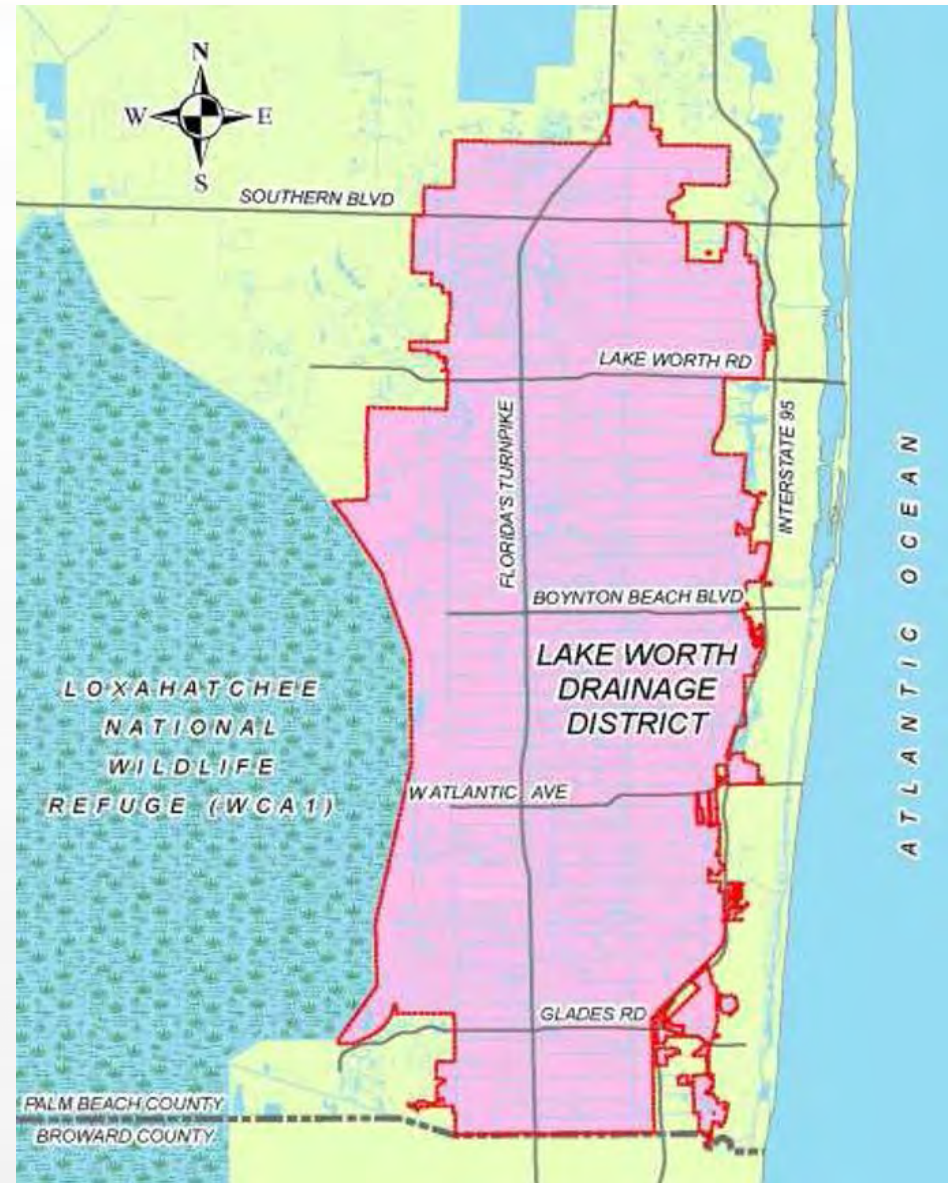 N
W E
S
SOUTHERN BLVD
LAKE WORTH RD
FLORIDA'S TURNPIKE
INTERSTATE 95
ATLANTIC OCEAN
BOYNTON BEACH BLVD
LAKE WORTH
DRAINAGE
DISTRICT
LOXAHATCHEE
NATIONAL
WILDLIFE
REFUGE (WCA1)
W ATLANTIC AVE
GLADES RD
PALM BEACH COUNTY
BROWARD COUNTY